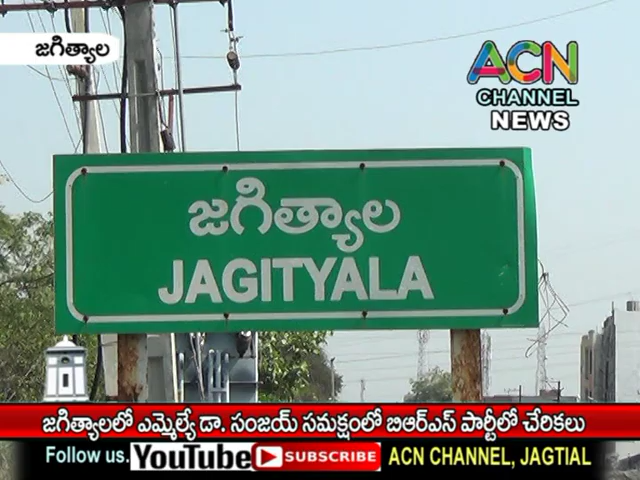 జగిత్యాల
ACN
CHANNEL
NEWS
జగిత్యాల
JAGITYALA
జగిత్యాలలో ఎమ్మెల్యే డా. సంజయ్ సమక్షంలో బిఆర్ఎస్ పార్టీలో చేరికలు
Follow us. YouTube SUBSCRIBE ACN CHANNEL, JAGTIAL